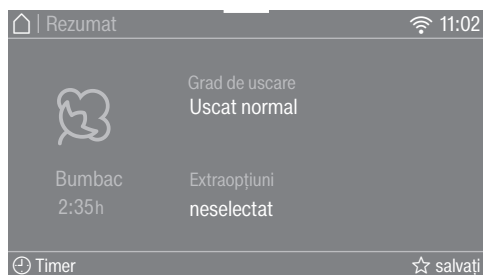 | Rezumat 11:02
Grad de uscare
Uscat normal
Bumbac
2:35h
Extraopțiuni
neselectat
Timer salvați